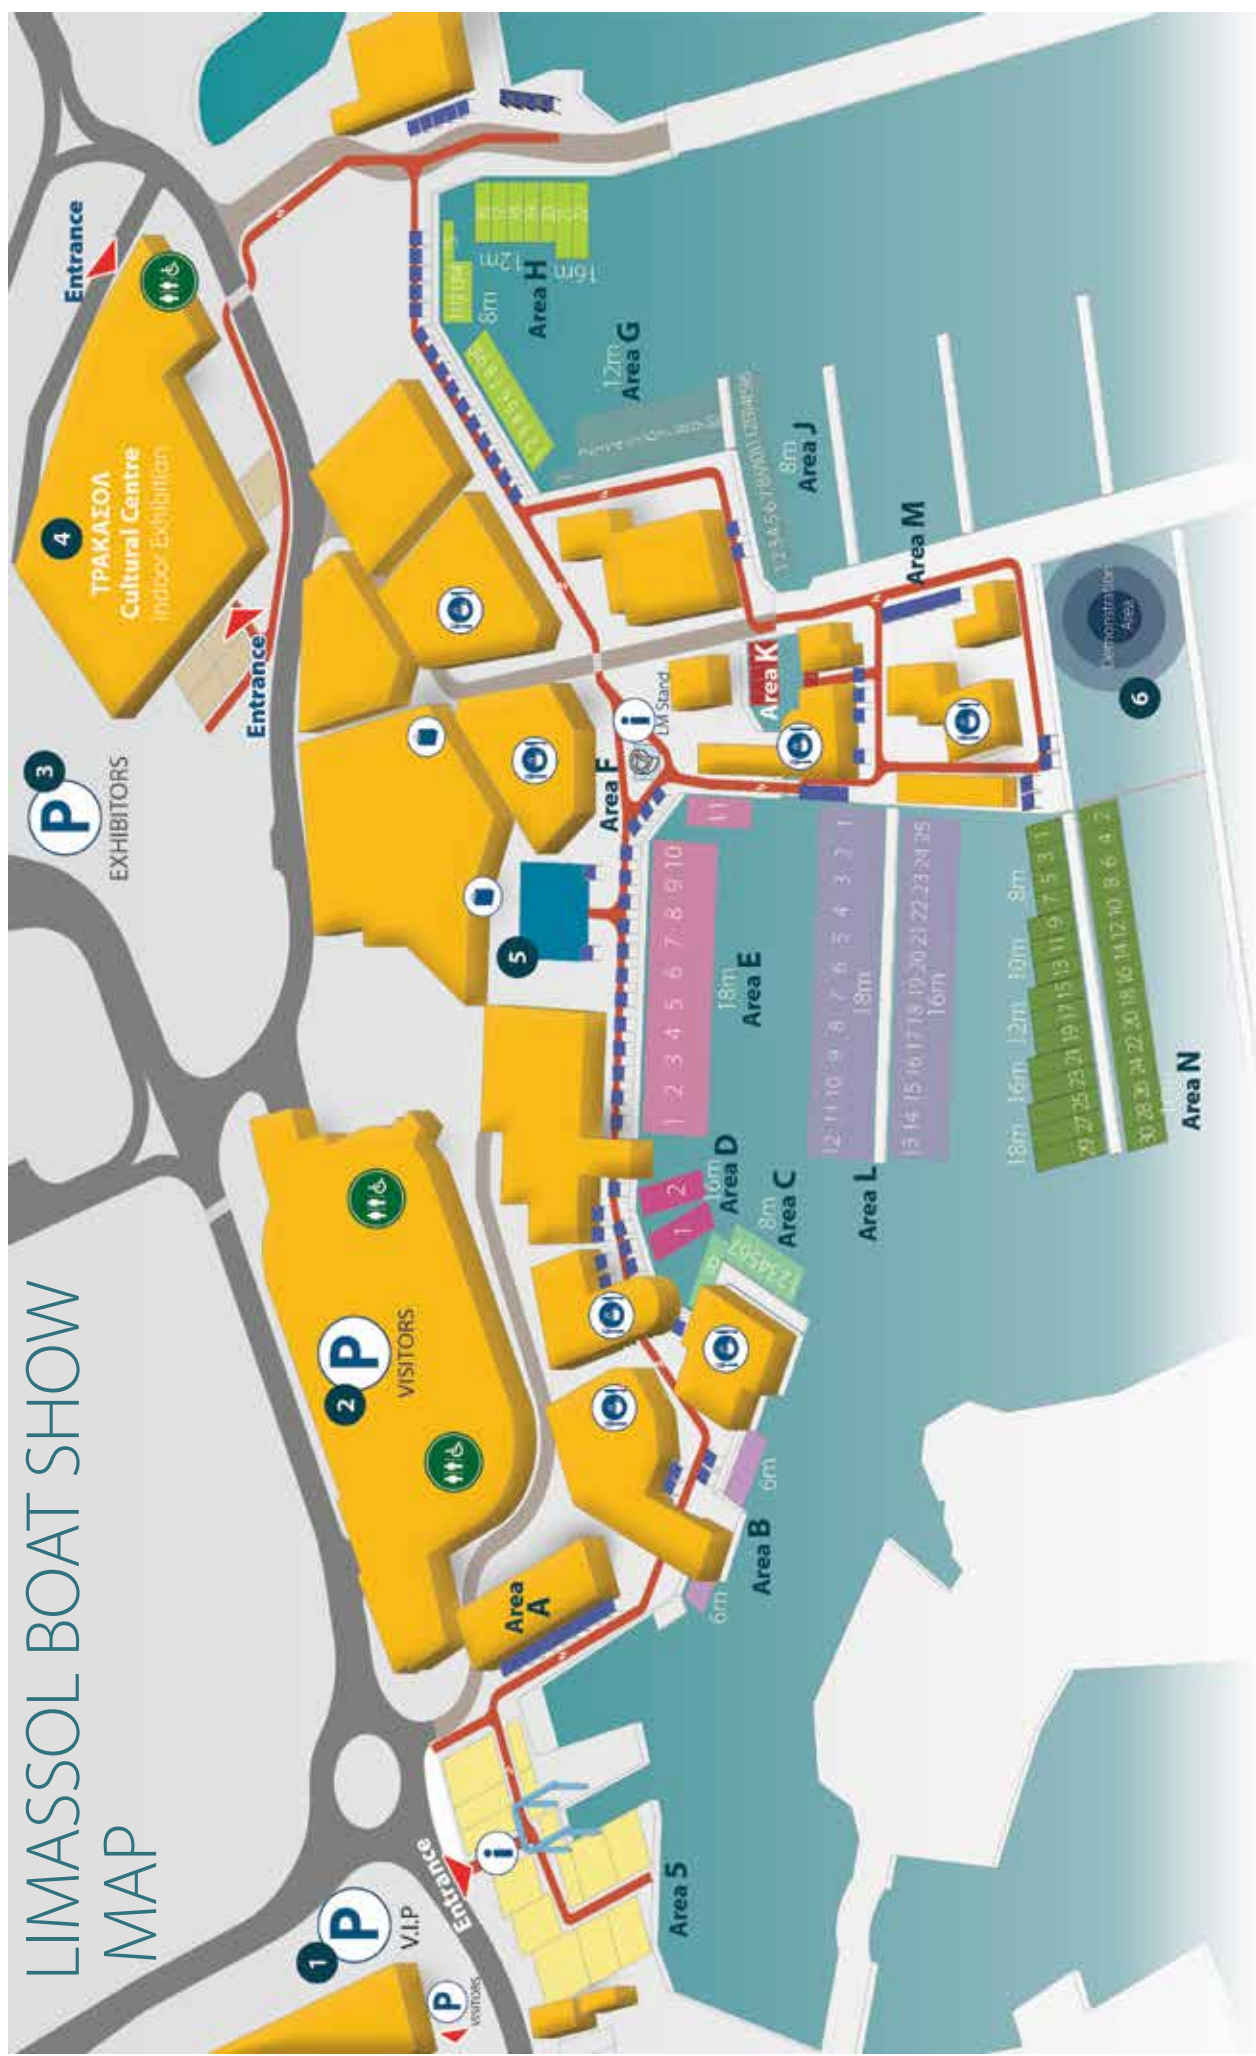 LIMASSOL BOAT SHOW
MAP
1
P
V.I.P
P
VISITORS
Entrance
i
Area 5
2
P
VISITORS
Area
A
6m
Area B
6m
8m
Area C
1
2
16m
Area D
3
P
EXHIBITORS
4
ΤΡΑΚΑΣΟΛ
Cultural Centre
Indoor Exhibition
Entrance
Entrance
5
1 2 3 4 5 6 7 8 9 10
11
18m
Area E
Area F
i
LM Stand
12m
Area G
8m
12m
16m
Area H
8m
Area J
Area K
12 11 10 9 8 7 6 5 4 3 2 1
18m
13 14 15 16 17 18 19 20 21 22 23 24 25
16m
Area L
Area M
18m 16m 12m 10m 8m
29 27 25 23 21 19 17 15 13 11 9 7 5 3 1
30 28 26 24 22 20 18 16 14 12 10 8 6 4 2
Area N
Demonstration
Area
6